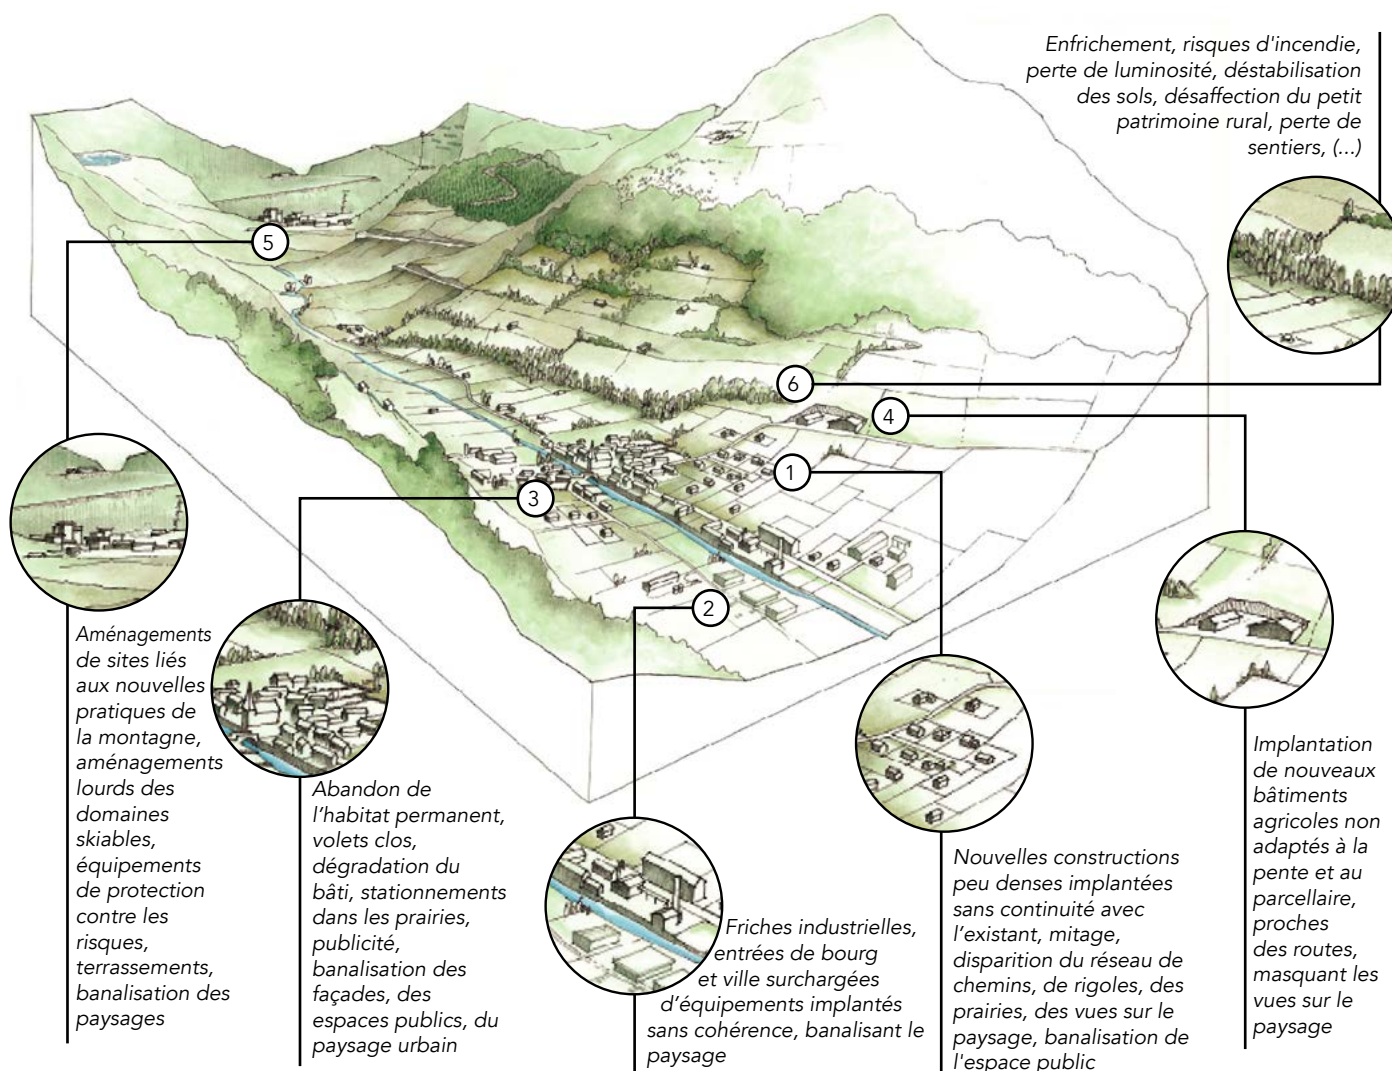 Enfrichement, risques d'incendie,
perte de luminosité, déstabilisation
des sols, désaffection du petit
patrimoine rural, perte de
sentiers, (...)
5
6
4
1
3
2
Aménagements
de sites liés
aux nouvelles
pratiques de
la montagne,
aménagements
lourds des
domaines
skiables,
équipements
de protection
contre les
risques,
terrassements,
banalisation des
paysages
Abandon de
l'habitat permanent,
volets clos,
dégradation du
bâti, stationnements
dans les prairies,
publicité,
banalisation des
façades, des
espaces publics, du
paysage urbain
Friches industrielles,
entrées de bourg
et ville surchargées
d'équipements implantés
sans cohérence, banalisant le
paysage
Nouvelles constructions
peu denses implantées
sans continuité avec
l'existant, mitage,
disparition du réseau de
chemins, de rigoles, des
prairies, des vues sur le
paysage, banalisation de
l'espace public
Implantation
de nouveaux
bâtiments
agricoles non
adaptés à la
pente et au
parcellaire,
proches
des routes,
masquant les
vues sur le
paysage